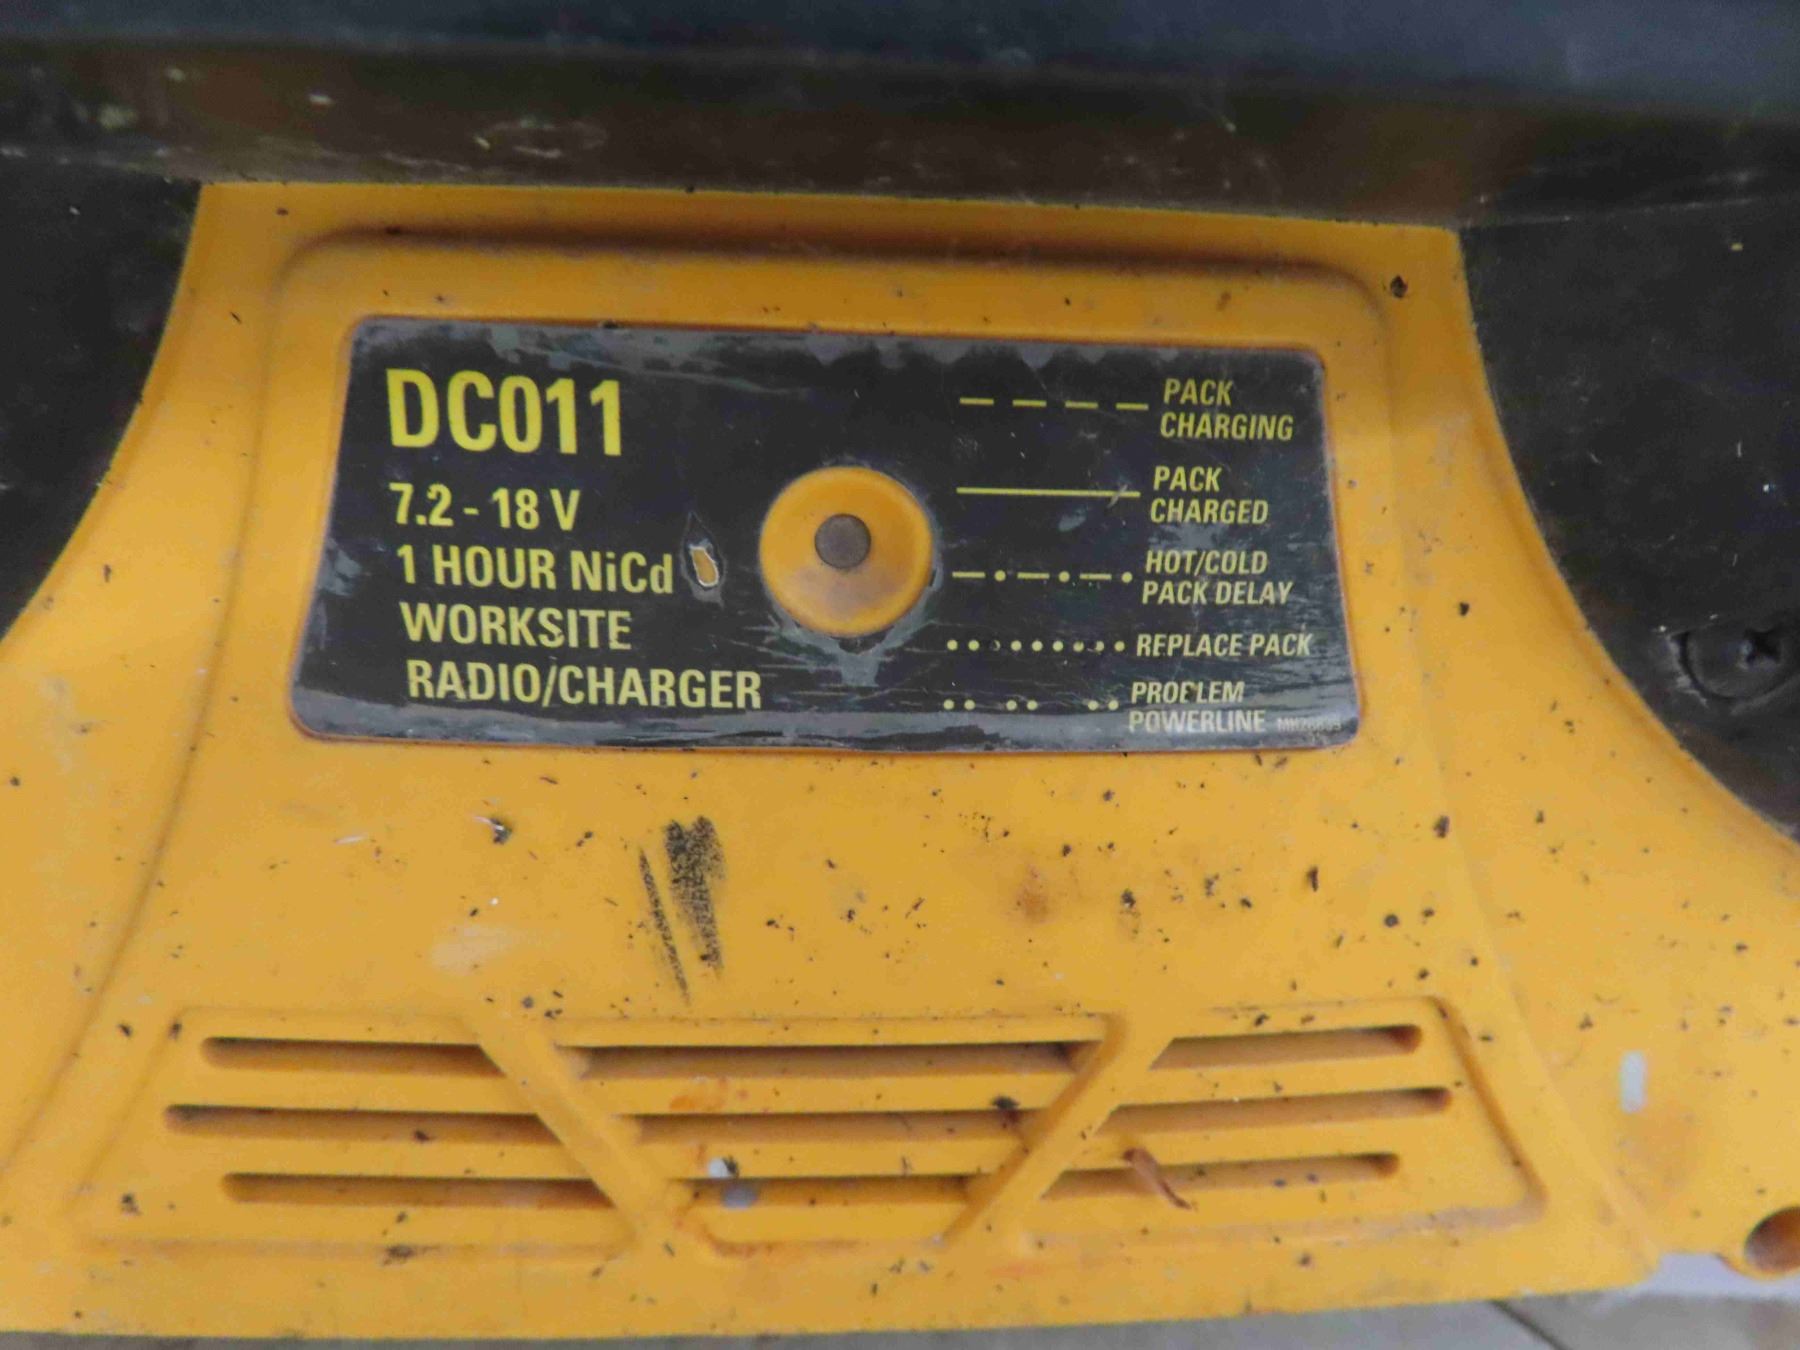 DC011
7.2 - 18 V
1 HOUR NiCd
WORKSITE
RADIO/CHARGER
PACK
CHARGING
PACK
CHARGED
HOT/COLD
PACK DELAY
REPLACE PACK
PROBLEM
POWERLINE